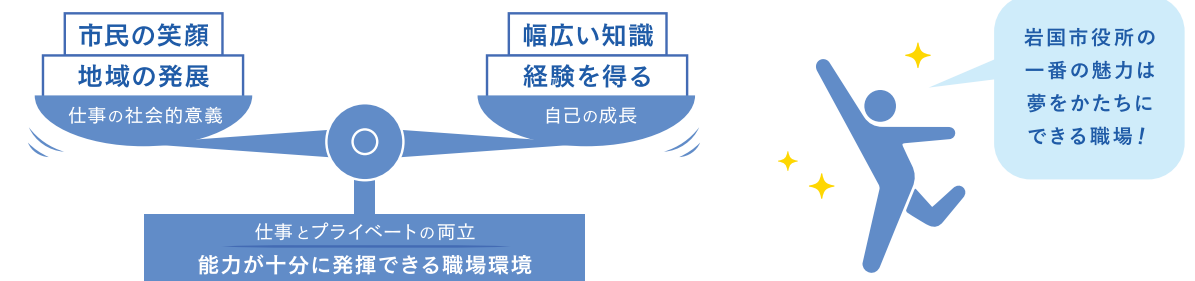 市民の笑顔
地域の発展
仕事の社会的意義
幅広い知識
経験を得る
自己の成長
仕事とプライベートの両立
能力が十分に発揮できる職場環境
岩国市役所の
一番の魅力は
夢をかたちに
できる職場!